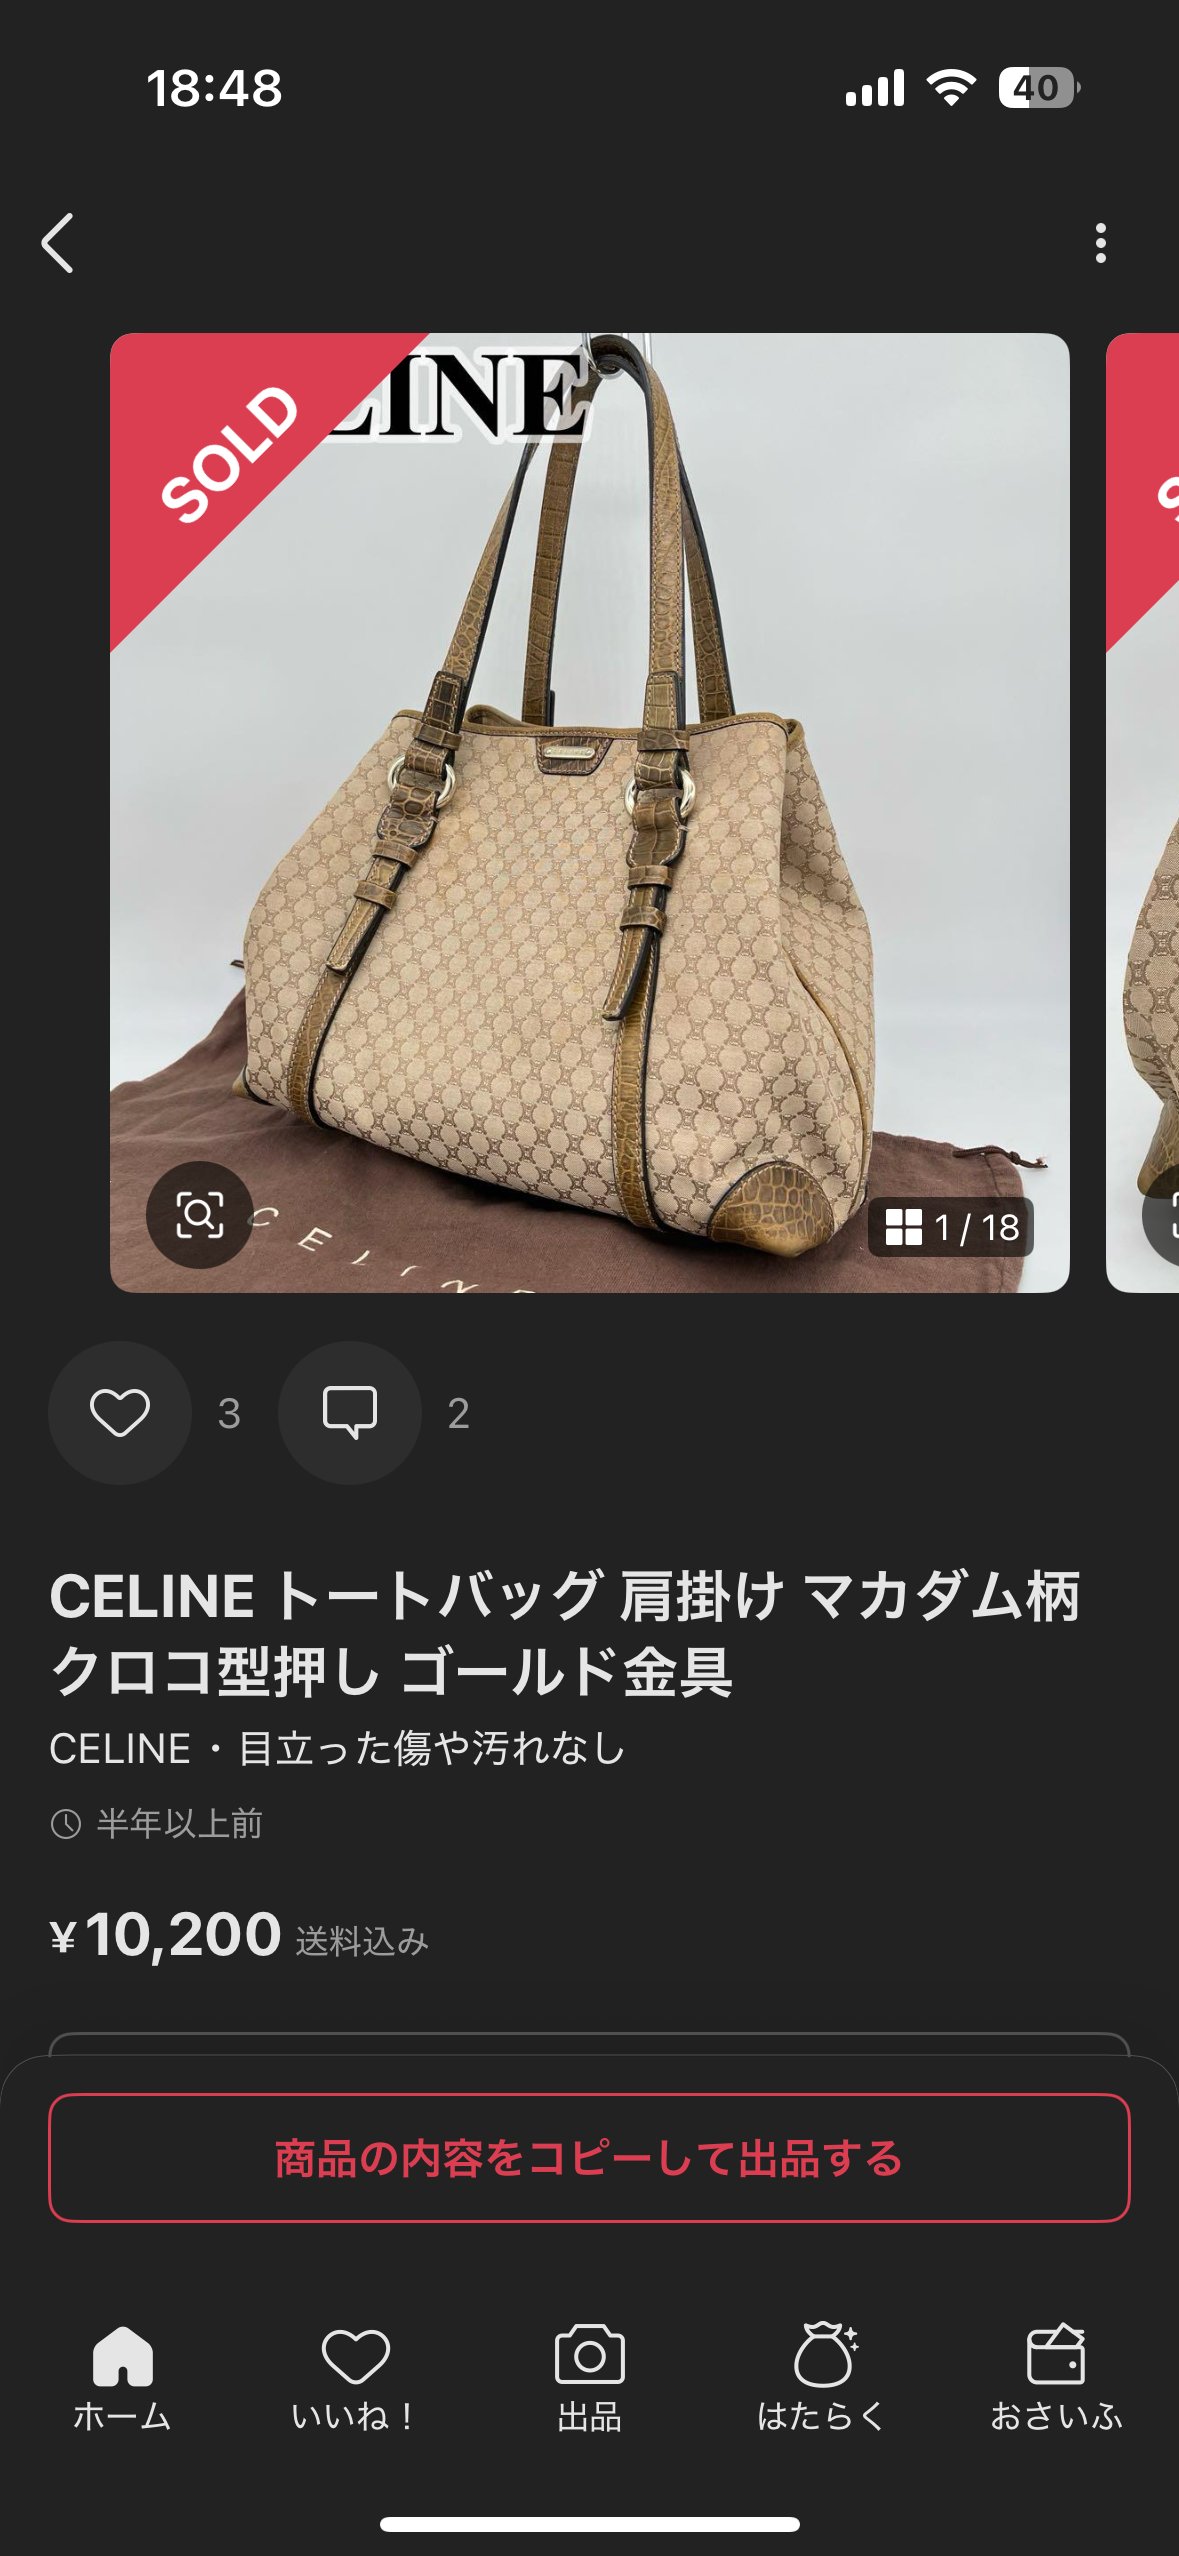 18:48
40
SOLD
LINE
CELINE
1 / 18
3
2
CELINE トートバッグ 肩掛け マカダム柄
クロコ型押し ゴールド金具
CELINE・目立った傷や汚れなし
半年以上前
¥10,200 送料込み
商品の内容をコピーして出品する
ホーム
いいね！
出品
はたらく
おさいふ